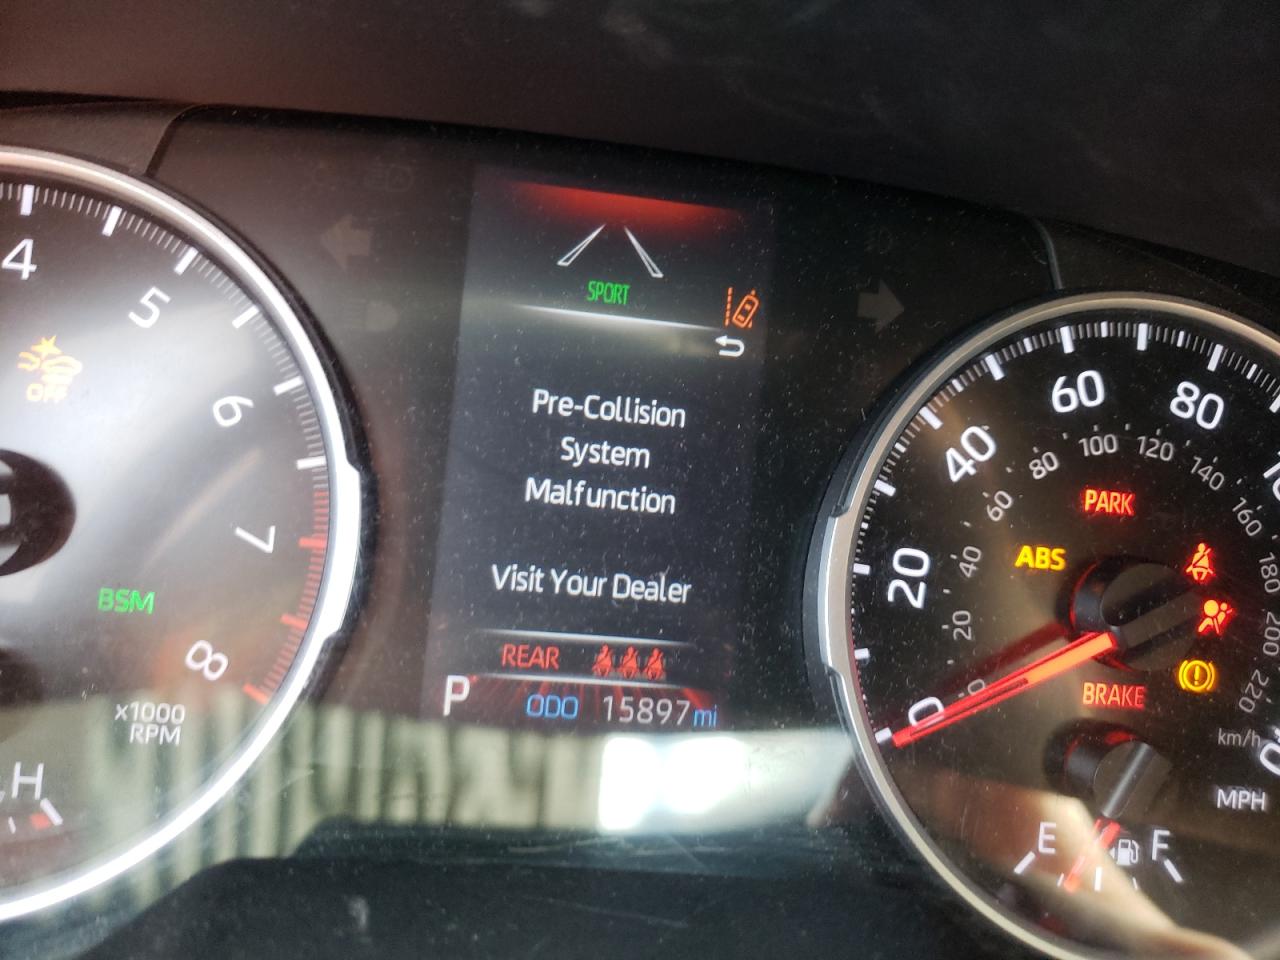 4
5
6
7
8
OFF
BSM
x1000
RPM
H
SPORT
Pre-Collision
System
Malfunction
Visit Your Dealer
REAR
P ODO 15897 mi
0
20
40
60
80
20
40
60
80
100
120
140
160
180
200
220
km/h
MPH
PARK
ABS
BRAKE
E
F